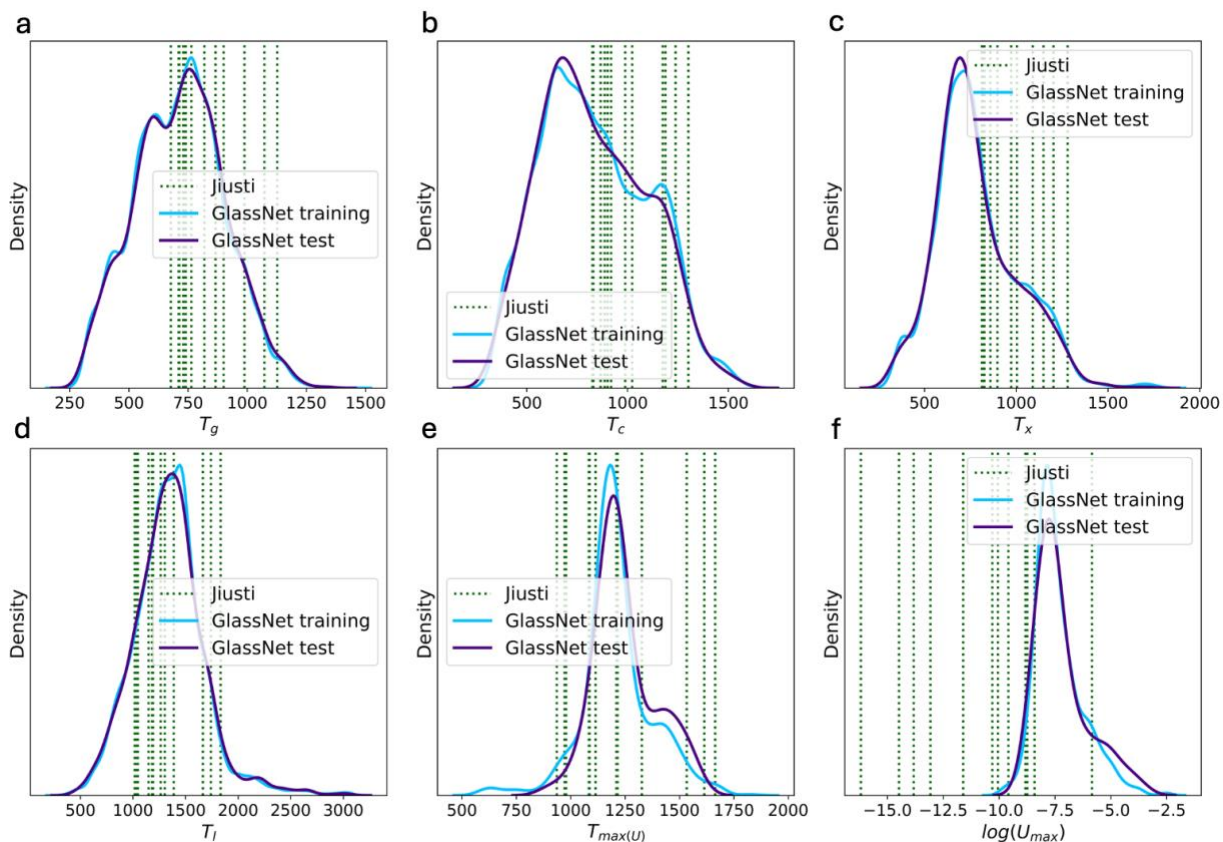 a
Density
Jiusti
GlassNet training
GlassNet test
250 500 750 1000 1250 1500
T_g
b
Density
Jiusti
GlassNet training
GlassNet test
500 1000 1500
T_c
c
Density
Jiusti
GlassNet training
GlassNet test
500 1000 1500 2000
T_x
d
Density
Jiusti
GlassNet training
GlassNet test
500 1000 1500 2000 2500 3000
T_l
e
Density
Jiusti
GlassNet training
GlassNet test
500 750 1000 1250 1500 1750 2000
T_max(U)
f
Density
Jiusti
GlassNet training
GlassNet test
−15.0 −12.5 −10.0 −7.5 −5.0 −2.5
log(U_max)